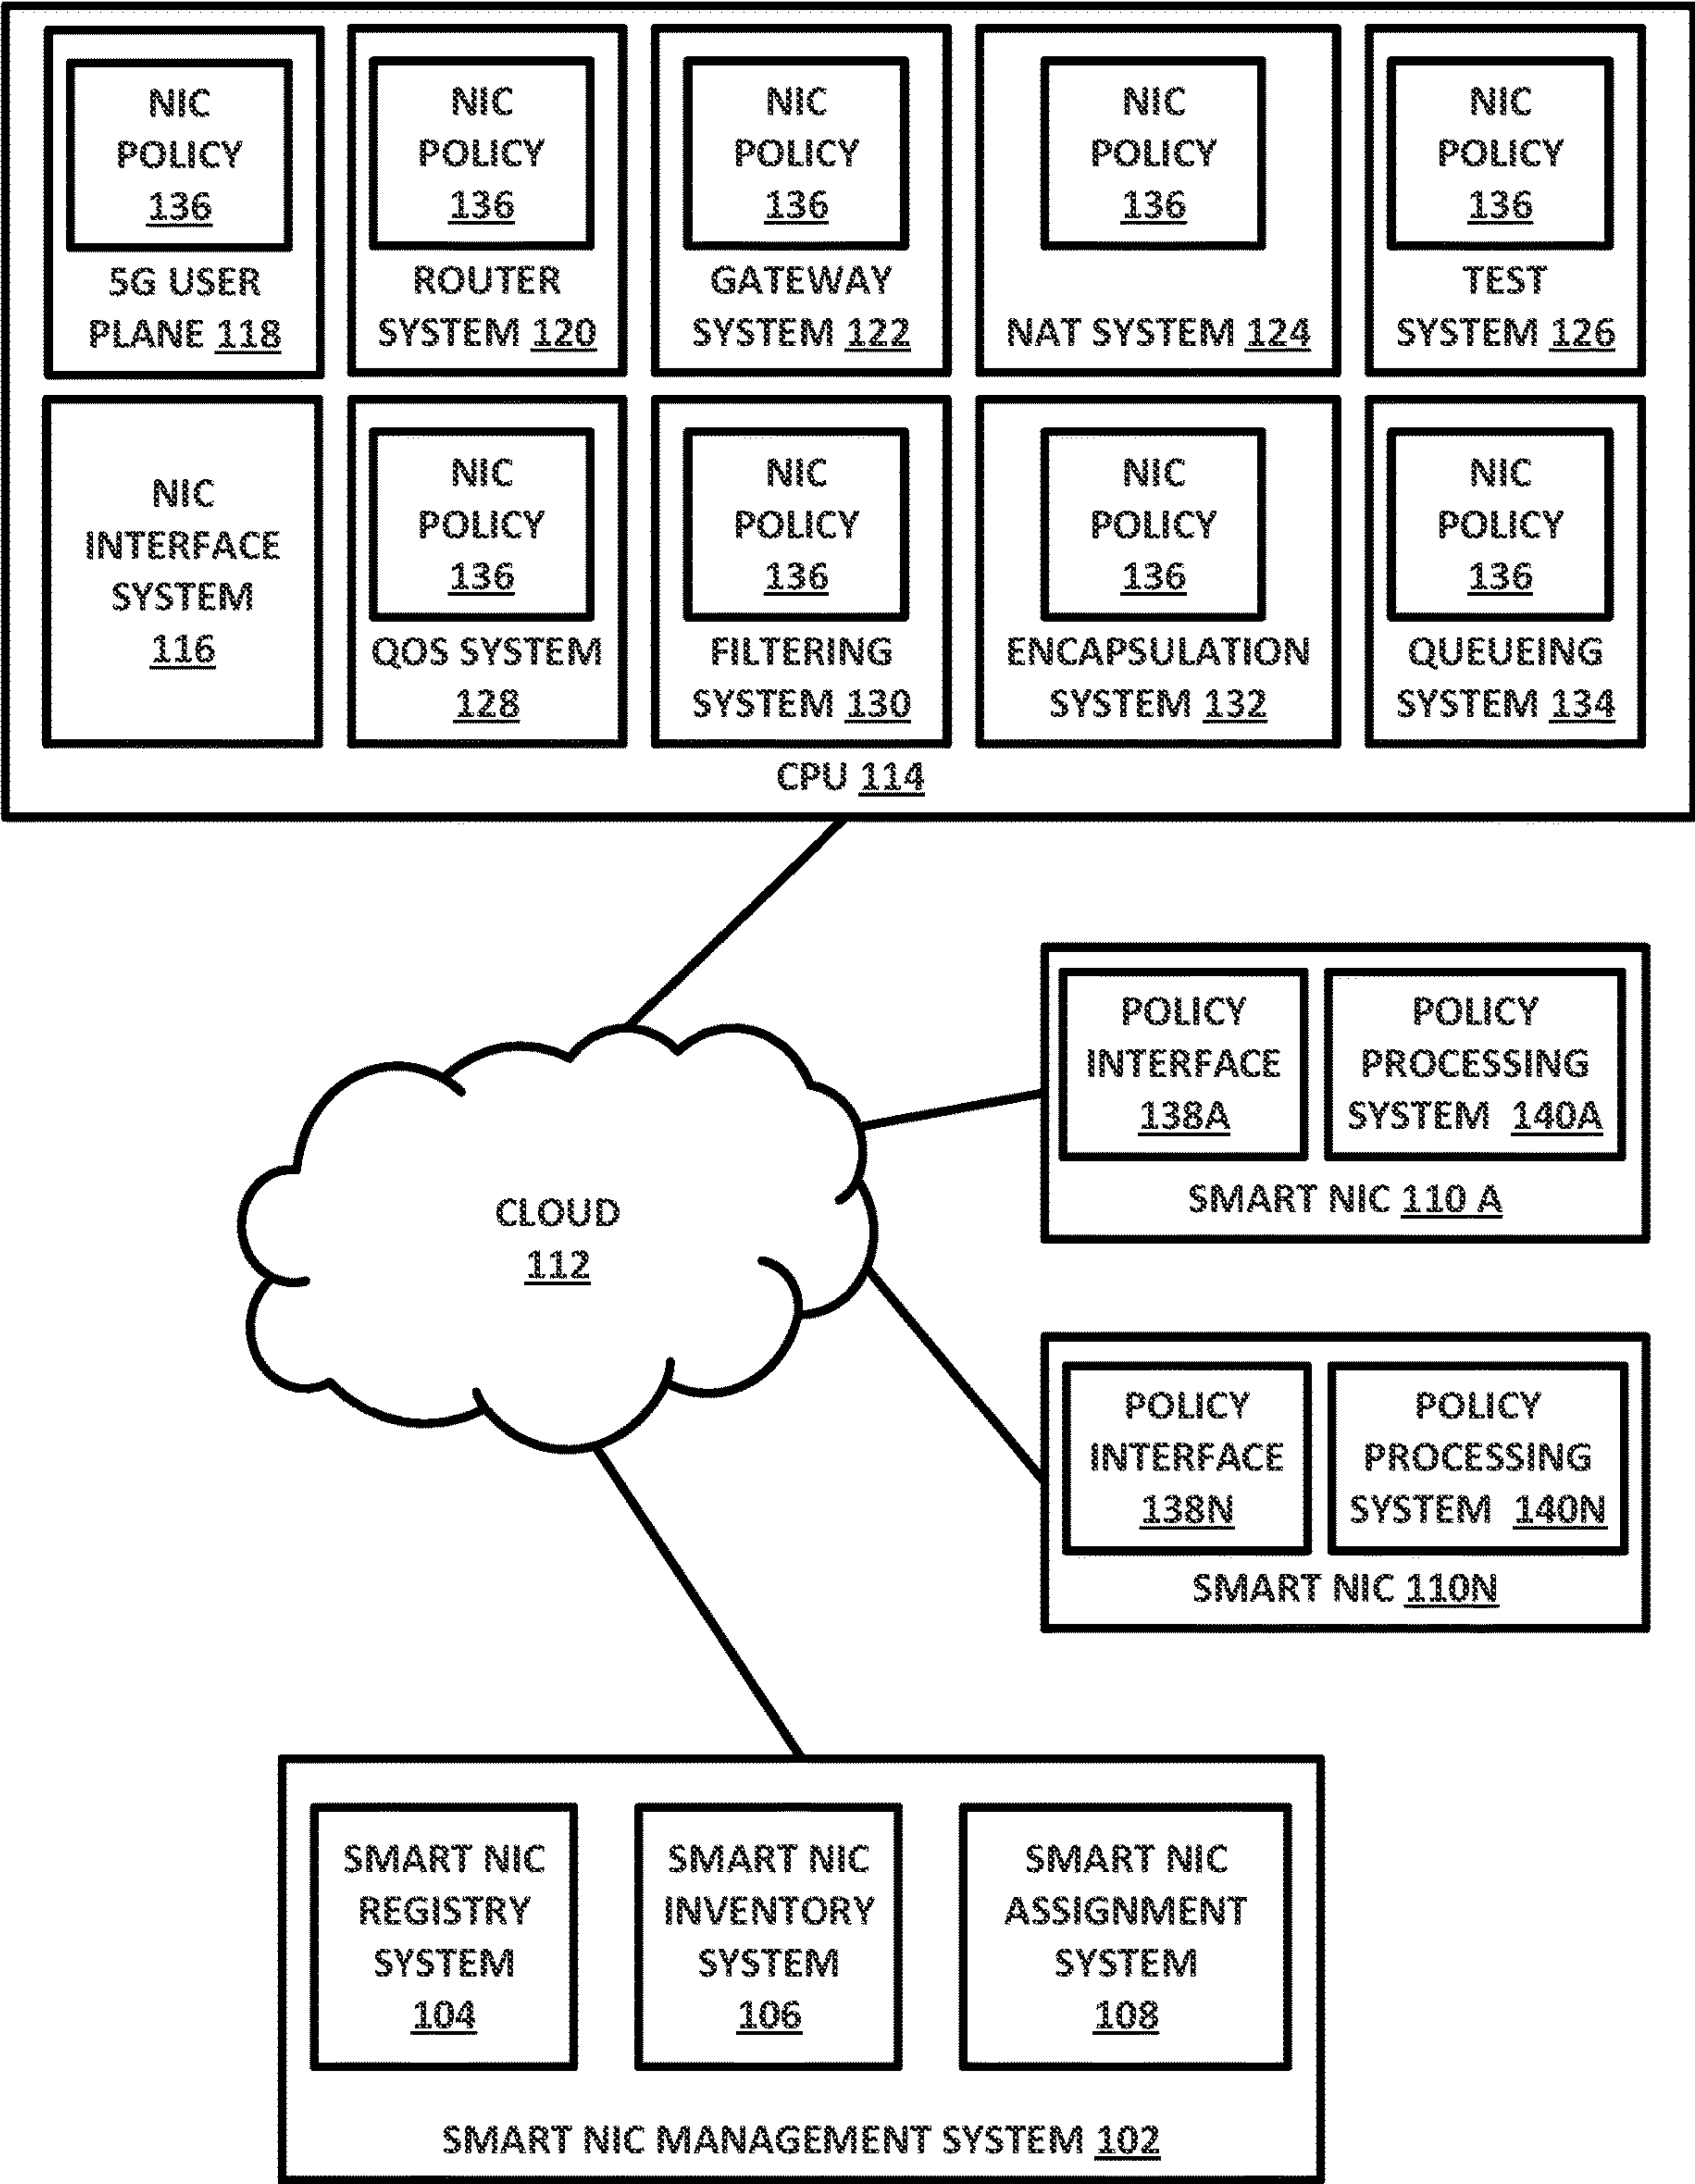 NIC
POLICY
136
5G USER
PLANE 118
NIC
POLICY
136
ROUTER
SYSTEM 120
NIC
POLICY
136
GATEWAY
SYSTEM 122
NIC
POLICY
136
NAT SYSTEM 124
NIC
POLICY
136
TEST
SYSTEM 126
NIC
INTERFACE
SYSTEM
116
NIC
POLICY
136
QOS SYSTEM
128
NIC
POLICY
136
FILTERING
SYSTEM 130
NIC
POLICY
136
ENCAPSULATION
SYSTEM 132
NIC
POLICY
136
QUEUEING
SYSTEM 134
CPU 114
POLICY
INTERFACE
138A
POLICY
PROCESSING
SYSTEM 140A
SMART NIC 110 A
CLOUD
112
POLICY
INTERFACE
138N
POLICY
PROCESSING
SYSTEM 140N
SMART NIC 110N
SMART NIC
REGISTRY
SYSTEM
104
SMART NIC
INVENTORY
SYSTEM
106
SMART NIC
ASSIGNMENT
SYSTEM
108
SMART NIC MANAGEMENT SYSTEM 102